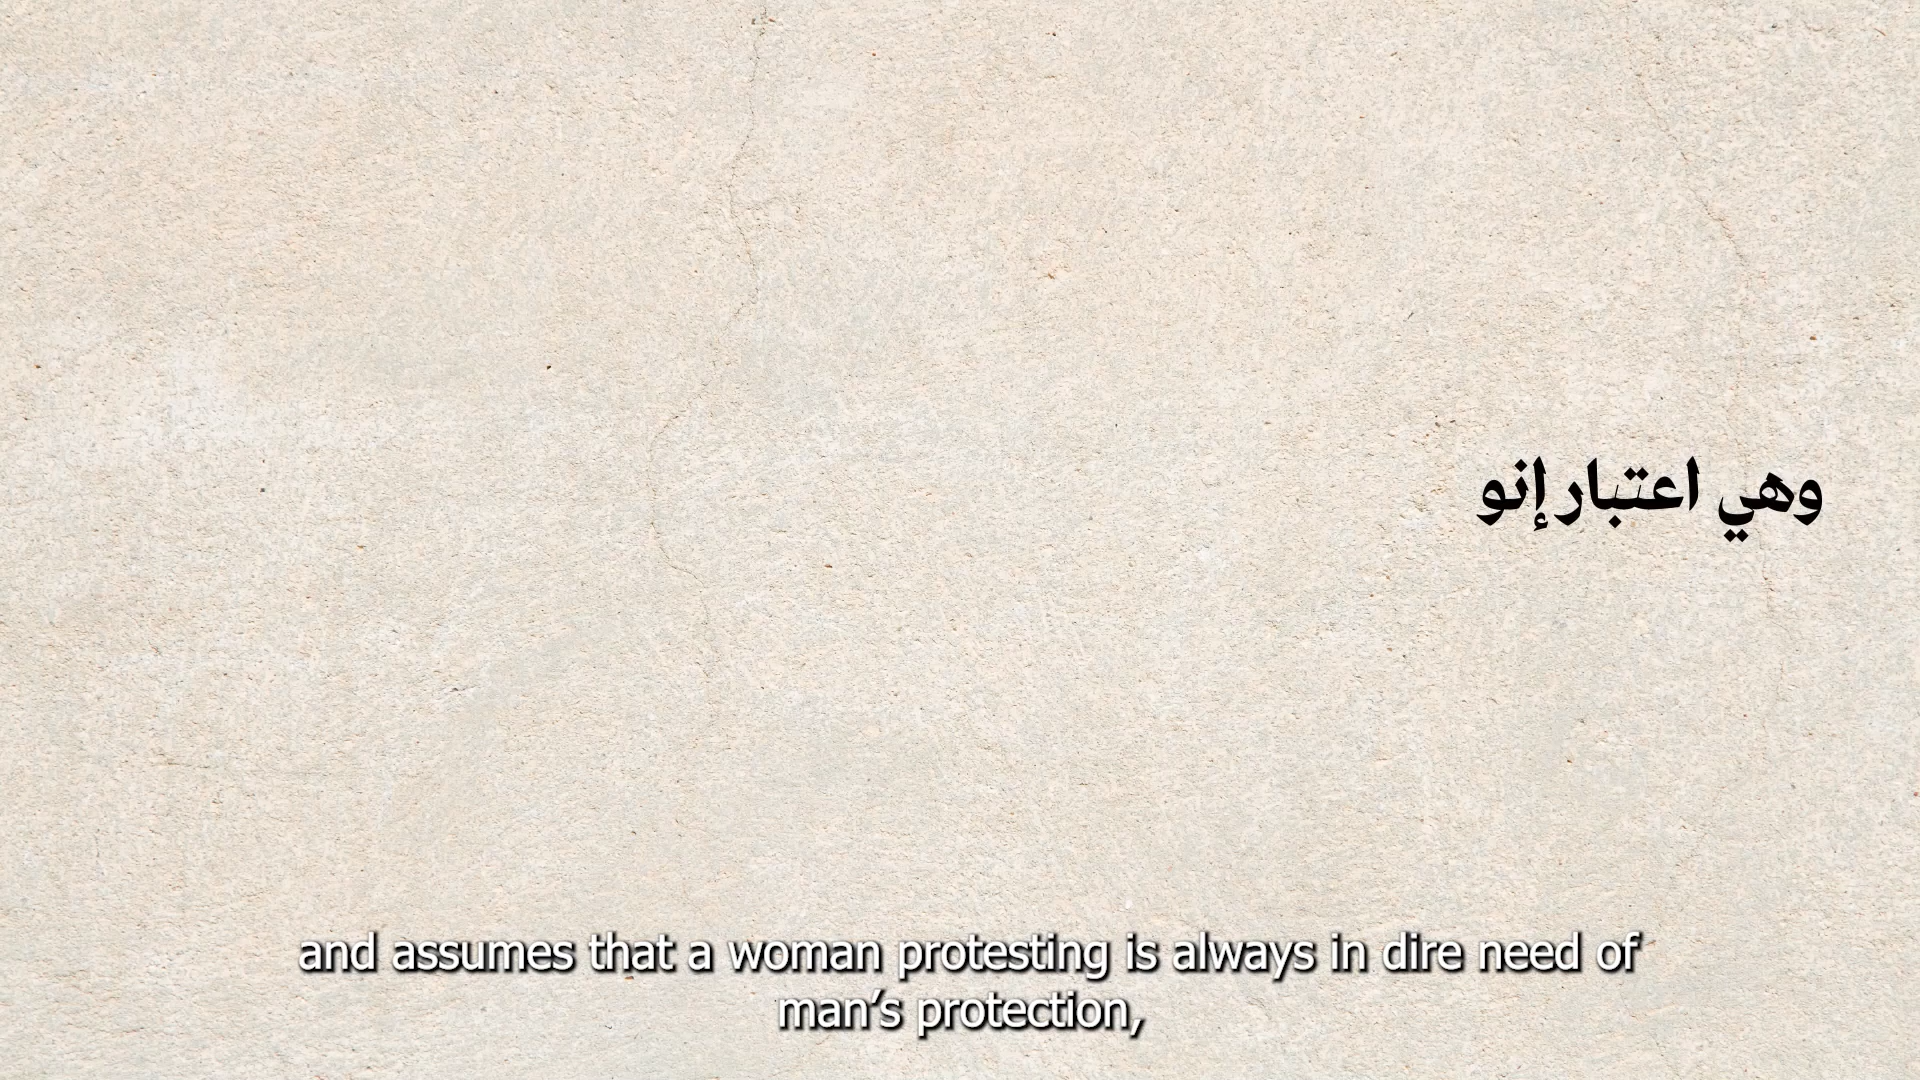 وهي اعتبار إنو
and assumes that a woman protesting is always in dire need of
man’s protection,